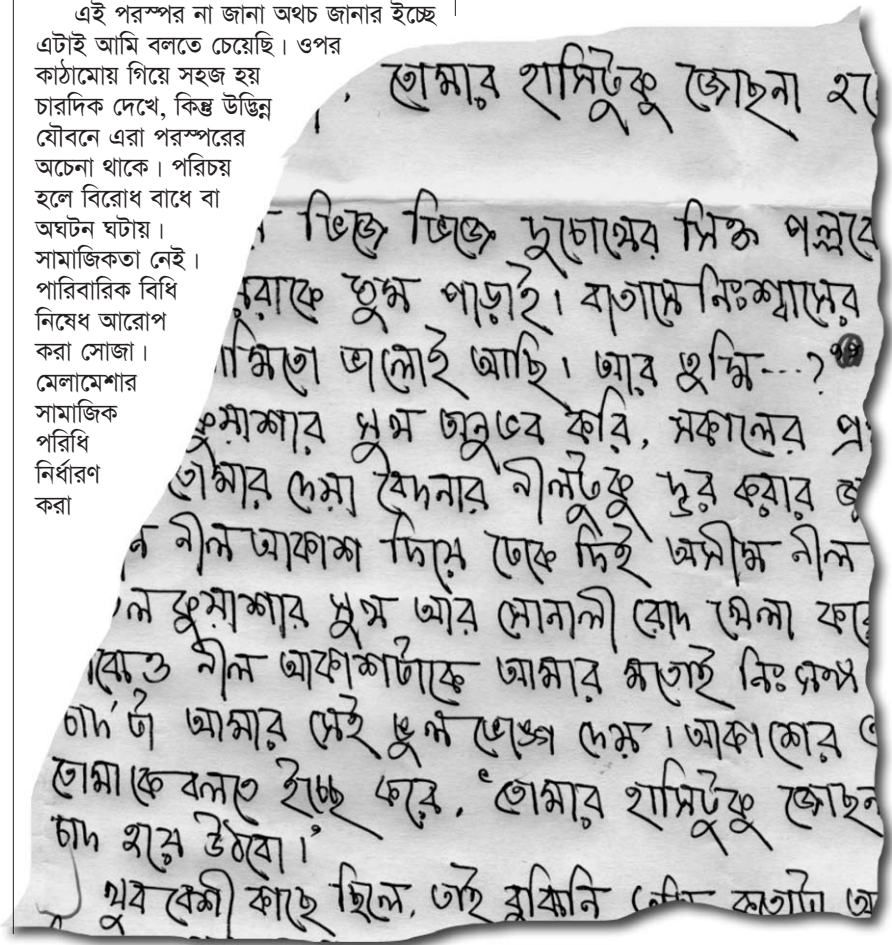 এই পরস্পর না জানা অথচ জানার ইচ্ছে
এটাই আমি বলতে চেয়েছি। ওপর
কাঠামোয় গিয়ে সহজ হয়
চারদিক দেখে, কিন্তু উদ্ভিন্ন
যৌবনে এরা পরস্পরের
অচেনা থাকে। পরিচয়
হলে বিরোধ বাধে বা
অঘটন ঘটায়।
সামাজিকতা নেই।
পারিবারিক বিধি
নিষেধ আরোপ
করা সোজা।
মেলামেশার
সামাজিক
পরিধি
নির্ধারণ
করা
তোমার হাসিটুকু জোছনা
ভিজে ভিজে দুচোখের সিক্ত পল্লবে
ঘুম পাড়াই। বাতাসে নিঃশ্বাসের
ভালোই আছি। আর তুমি---?
কুয়াশার সুখ অনুভব করি, সকালের
তোমার দেয়া বেদনার নীলটুকু দূর করার
নীল আকাশ দিয়ে ঢেকে দিই অসীম নীল
কুয়াশার সুখ আর সোনালী রোদ খেলা করে
নীল আকাশটাকে আমার মতোই নিঃসঙ্গ
চাঁদ টা আমার সেই ভুল ভেঙ্গে দেয়। আকাশের
তোমাকে বলতে ইচ্ছে করে, 'তোমার হাসিটুকু জোছনা
চাঁদ হয়ে উঠবো।'
খুব বেশী কাছে ছিলে, তাই বুঝিনি